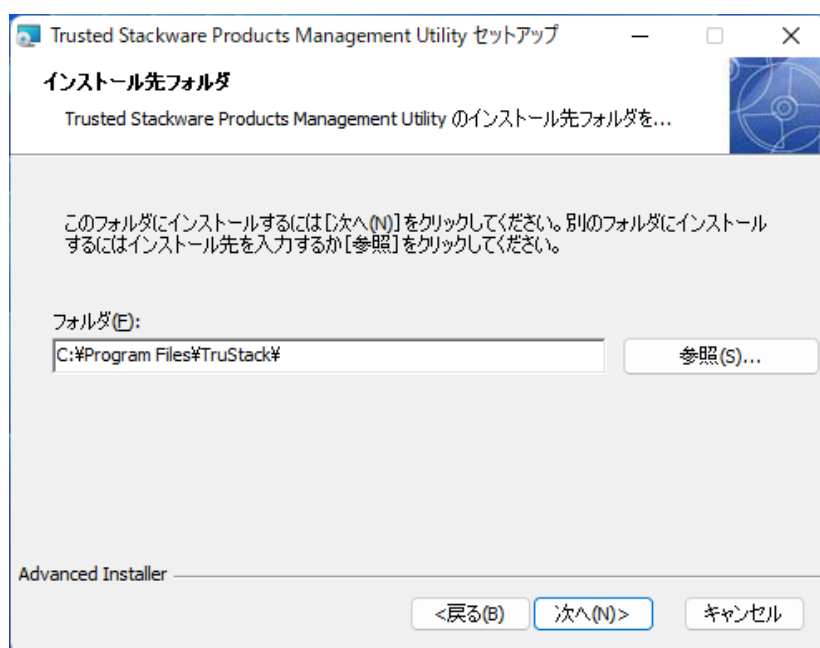 Trusted Stackware Products Management Utility セットアップ
インストール先フォルダ
Trusted Stackware Products Management Utility のインストール先フォルダを...
このフォルダにインストールするには[次へ(N)]をクリックしてください。別のフォルダにインストール
するにはインストール先を入力するか[参照]をクリックしてください。
フォルダ(F):
C:¥Program Files¥TruStack¥
参照(S)...
Advanced Installer
<戻る(B)
次へ(N)>
キャンセル